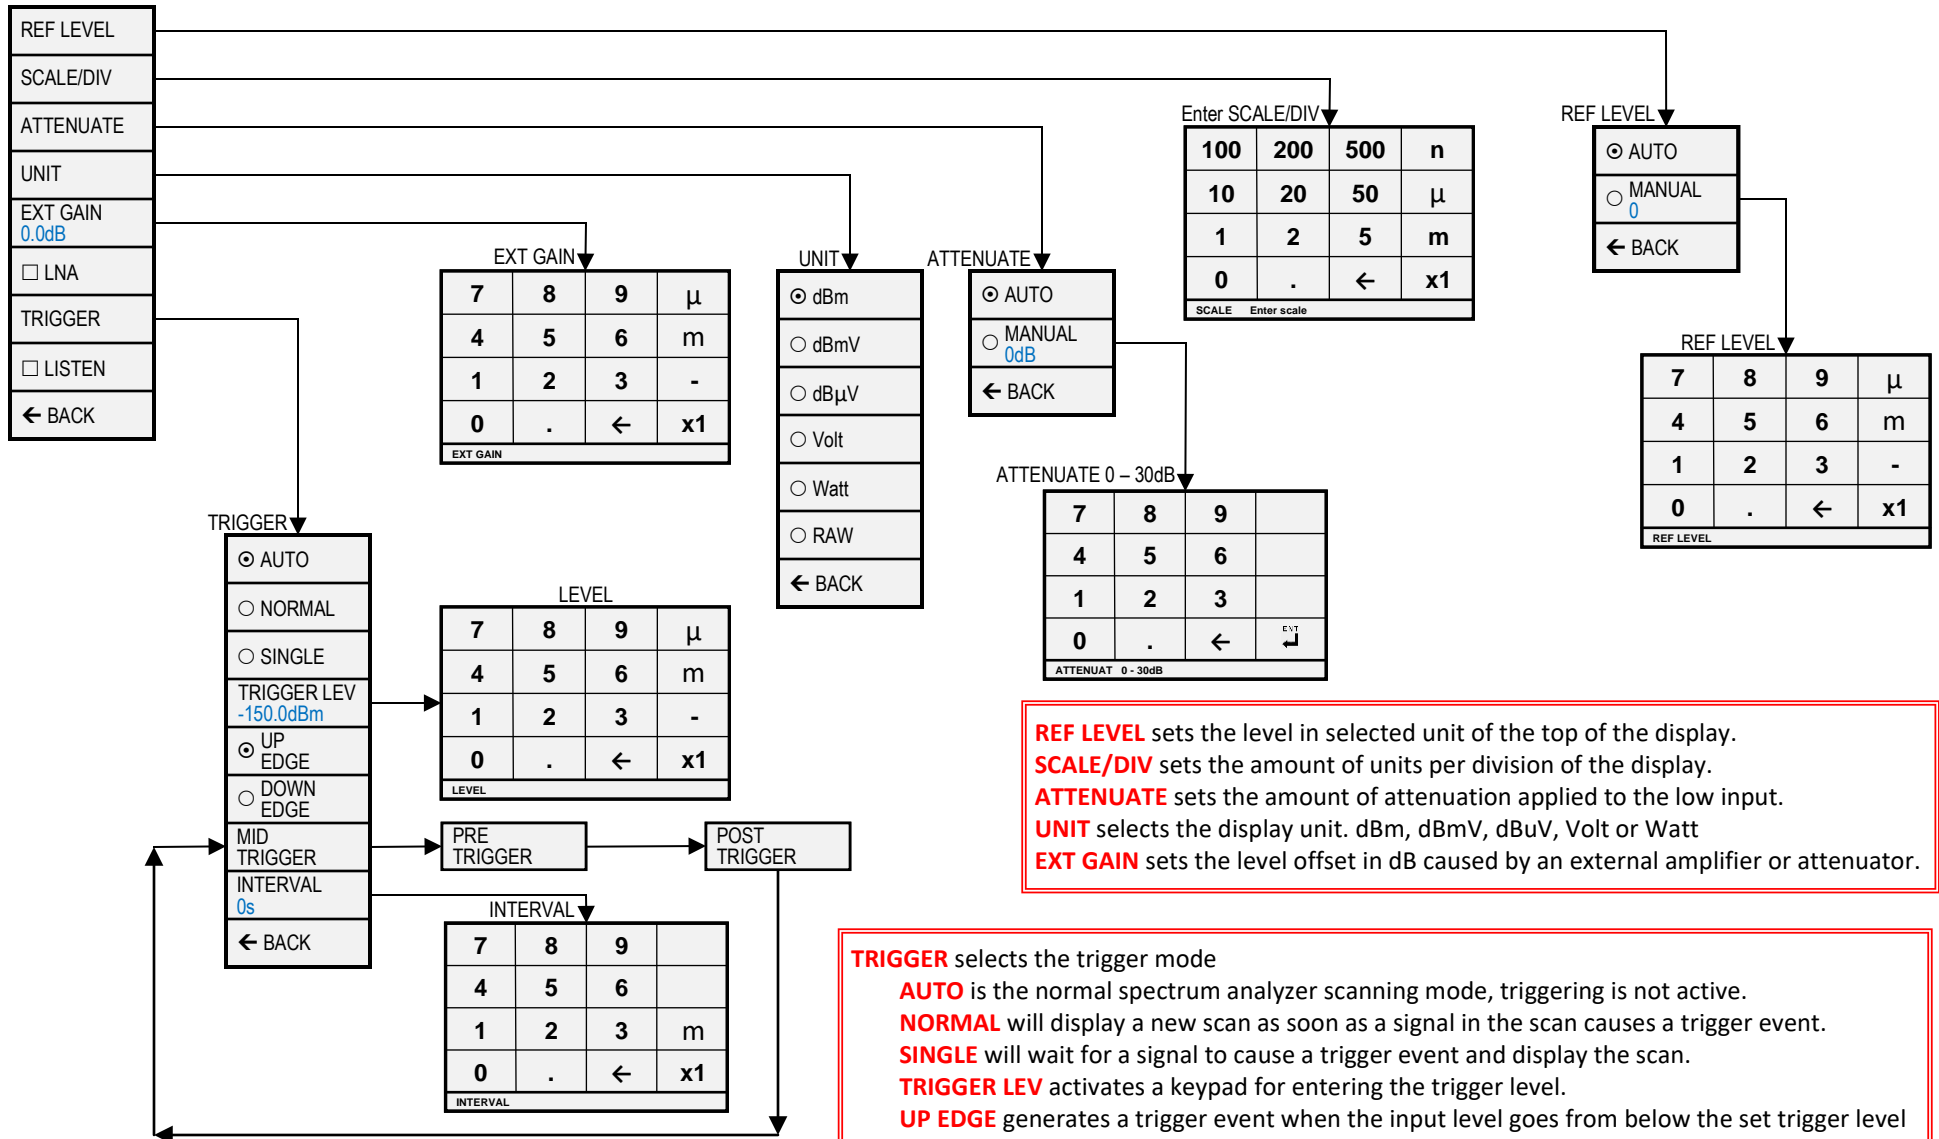 REF LEVEL
SCALE/DIV
ATTENUATE
UNIT
EXT GAIN
0.0dB
☐ LNA
TRIGGER
☐ LISTEN
← BACK
Enter SCALE/DIV
100 200 500 n
10 20 50 µ
1 2 5 m
0 . ← x1
SCALE Enter scale
REF LEVEL
⊙ AUTO
○ MANUAL
0
← BACK
REF LEVEL
7 8 9 µ
4 5 6 m
1 2 3 -
0 . ← x1
REF LEVEL
EXT GAIN
7 8 9 µ
4 5 6 m
1 2 3 -
0 . ← x1
EXT GAIN
UNIT
⊙ dBm
○ dBmV
○ dBµV
○ Volt
○ Watt
○ RAW
← BACK
ATTENUATE
⊙ AUTO
○ MANUAL
0dB
← BACK
ATTENUATE 0 – 30dB
7 8 9
4 5 6
1 2 3
0 . ← ENT
ATTENUAT 0 - 30dB
TRIGGER
⊙ AUTO
○ NORMAL
○ SINGLE
TRIGGER LEV
-150.0dBm
⊙ UP
EDGE
○ DOWN
EDGE
MID
TRIGGER
INTERVAL
0s
← BACK
LEVEL
7 8 9 µ
4 5 6 m
1 2 3 -
0 . ← x1
LEVEL
PRE
TRIGGER
POST
TRIGGER
INTERVAL
7 8 9
4 5 6
1 2 3 m
0 . ← x1
INTERVAL
REF LEVEL sets the level in selected unit of the top of the display.
SCALE/DIV sets the amount of units per division of the display.
ATTENUATE sets the amount of attenuation applied to the low input.
UNIT selects the display unit. dBm, dBmV, dBuV, Volt or Watt
EXT GAIN sets the level offset in dB caused by an external amplifier or attenuator.
TRIGGER selects the trigger mode
AUTO is the normal spectrum analyzer scanning mode, triggering is not active.
NORMAL will display a new scan as soon as a signal in the scan causes a trigger event.
SINGLE will wait for a signal to cause a trigger event and display the scan.
TRIGGER LEV activates a keypad for entering the trigger level.
UP EDGE generates a trigger event when the input level goes from below the set trigger level